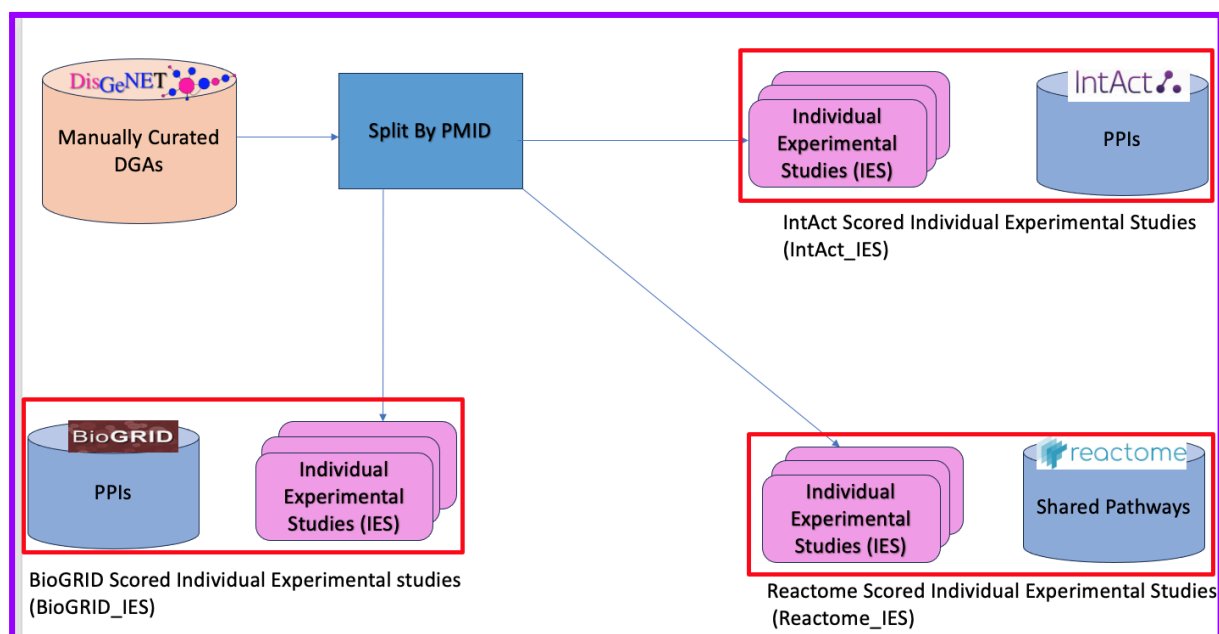 DisGeNET
Manually Curated
DGAs
Split By PMID
Individual
Experimental
Studies (IES)
IntAct
PPIs
IntAct Scored Individual Experimental Studies
(IntAct_IES)
BioGRID
PPIs
Individual
Experimental
Studies (IES)
BioGRID Scored Individual Experimental studies
(BioGRID_IES)
Individual
Experimental
Studies (IES)
reactome
Shared Pathways
Reactome Scored Individual Experimental Studies
(Reactome_IES)